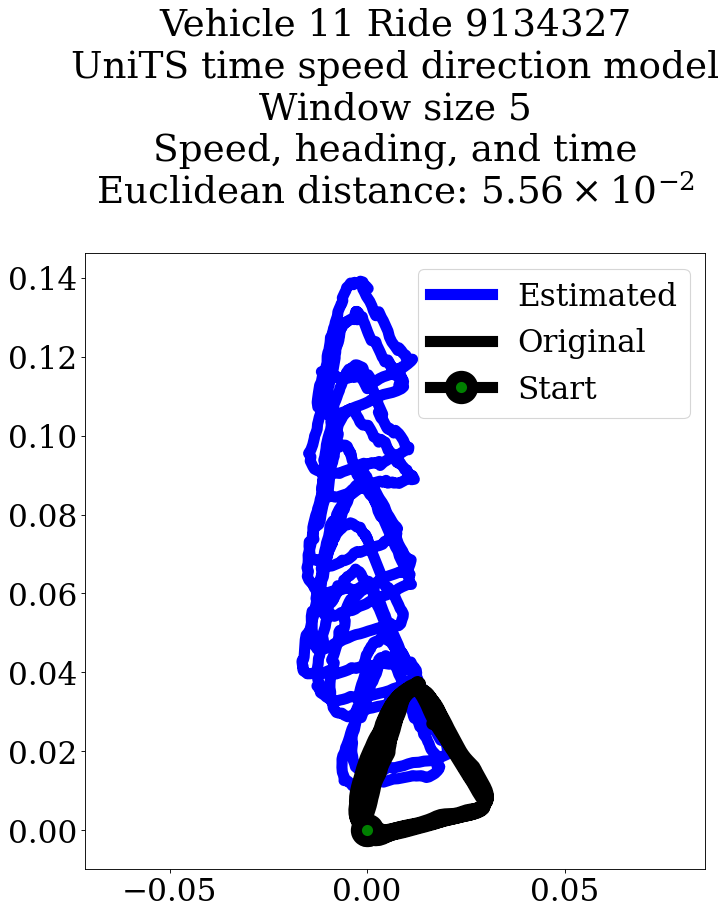 Vehicle 11 Ride 9134327
UniTS time speed direction model
Window size 5
Speed, heading, and time
Euclidean distance: 5.56 × 10⁻²
Estimated
Original
Start
0.14
0.12
0.10
0.08
0.06
0.04
0.02
0.00
−0.05 0.00 0.05